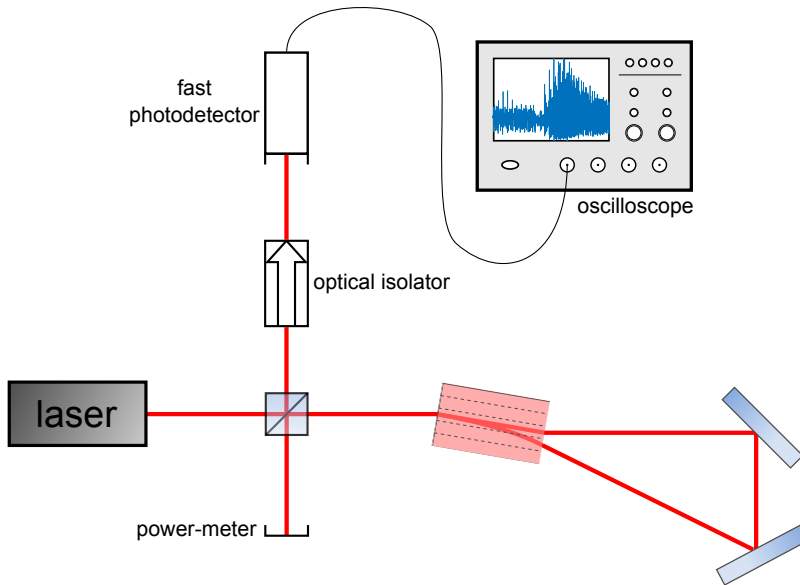 fast
photodetector
oscilloscope
optical isolator
laser
power-meter